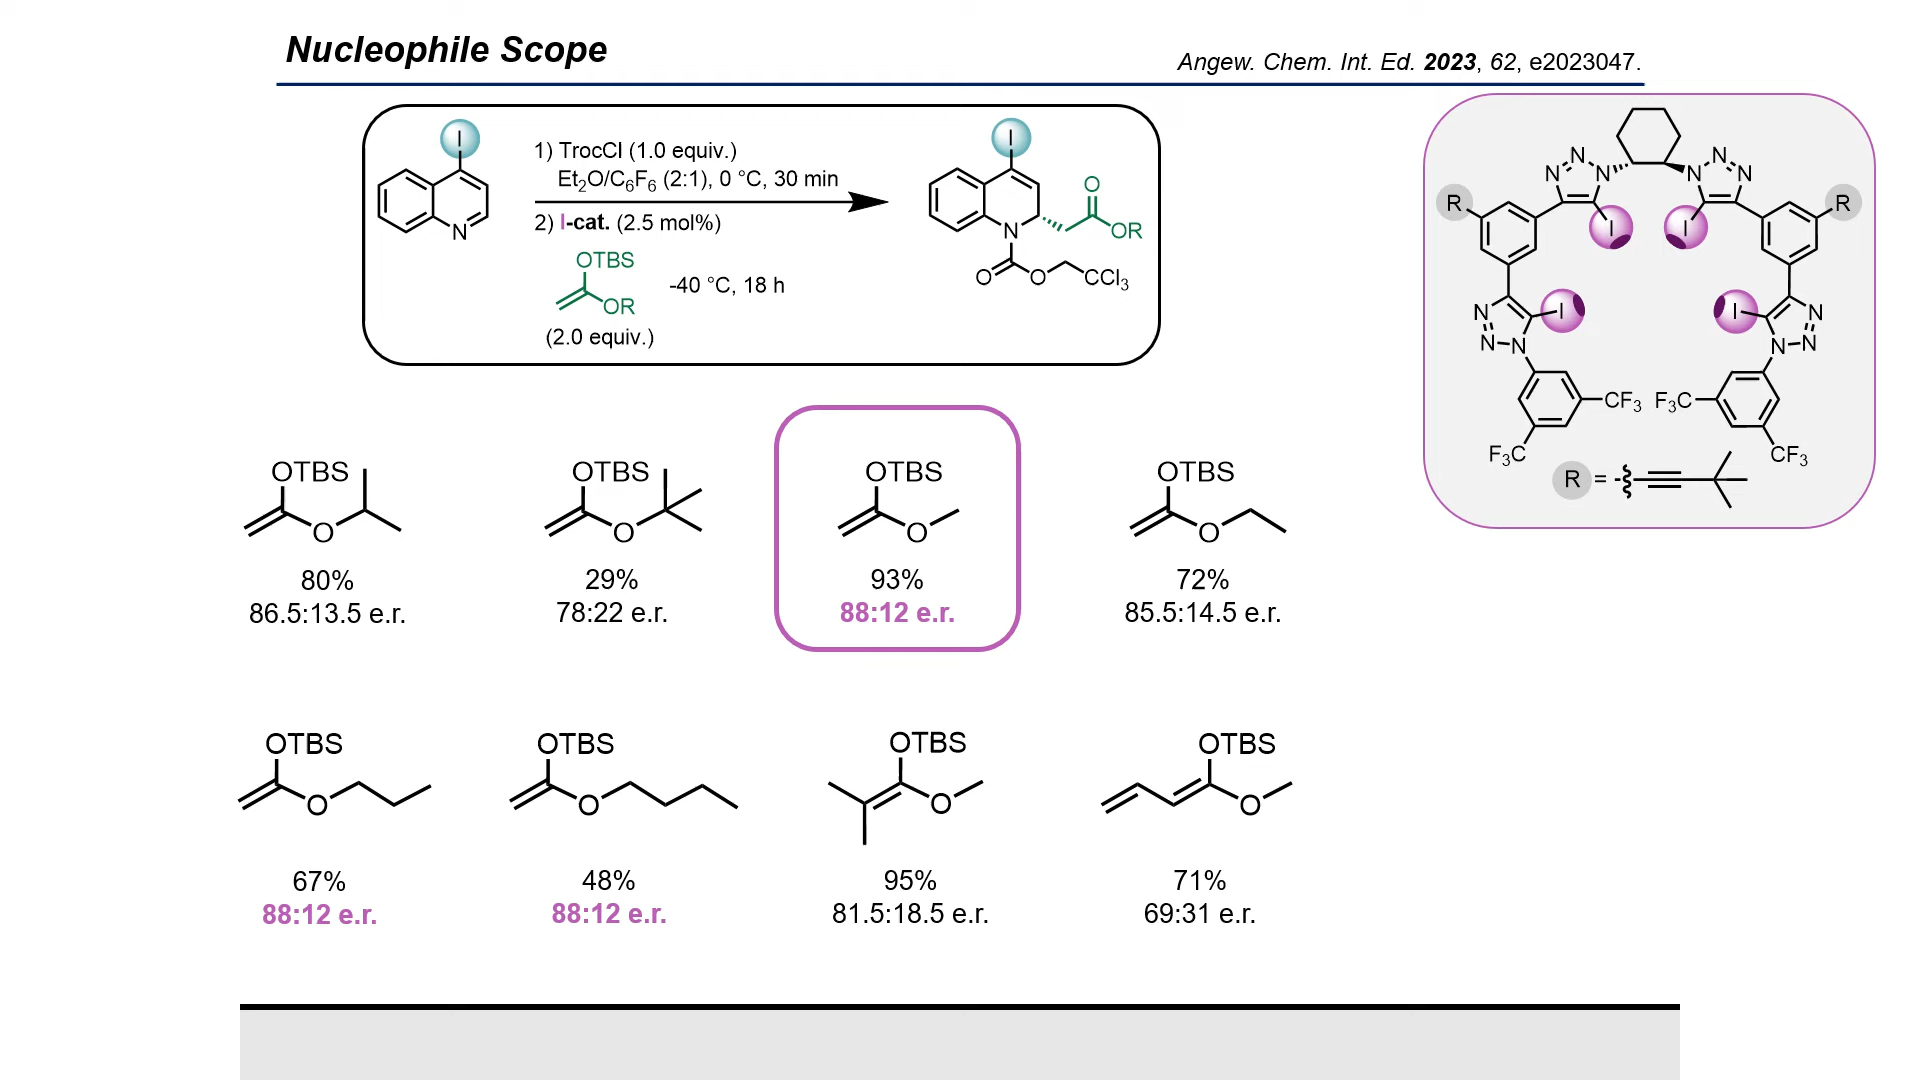 Nucleophile Scope
Angew. Chem. Int. Ed. 2023, 62, e2023047.
I
N
1) TrocCl (1.0 equiv.)
Et₂O/C₆F₆ (2:1), 0 °C, 30 min
2) I-cat. (2.5 mol%)
OTBS
OR
-40 °C, 18 h
(2.0 equiv.)
I
O
OR
N
O
O
CCl₃
N
N
N
N
N
N
R
R
I
I
I
I
N
N
N
N
N
N
CF₃
F₃C
F₃C
CF₃
R =
OTBS
O
80%
86.5:13.5 e.r.
OTBS
O
29%
78:22 e.r.
OTBS
O
93%
88:12 e.r.
OTBS
O
72%
85.5:14.5 e.r.
OTBS
O
67%
88:12 e.r.
OTBS
O
48%
88:12 e.r.
OTBS
O
95%
81.5:18.5 e.r.
OTBS
O
71%
69:31 e.r.